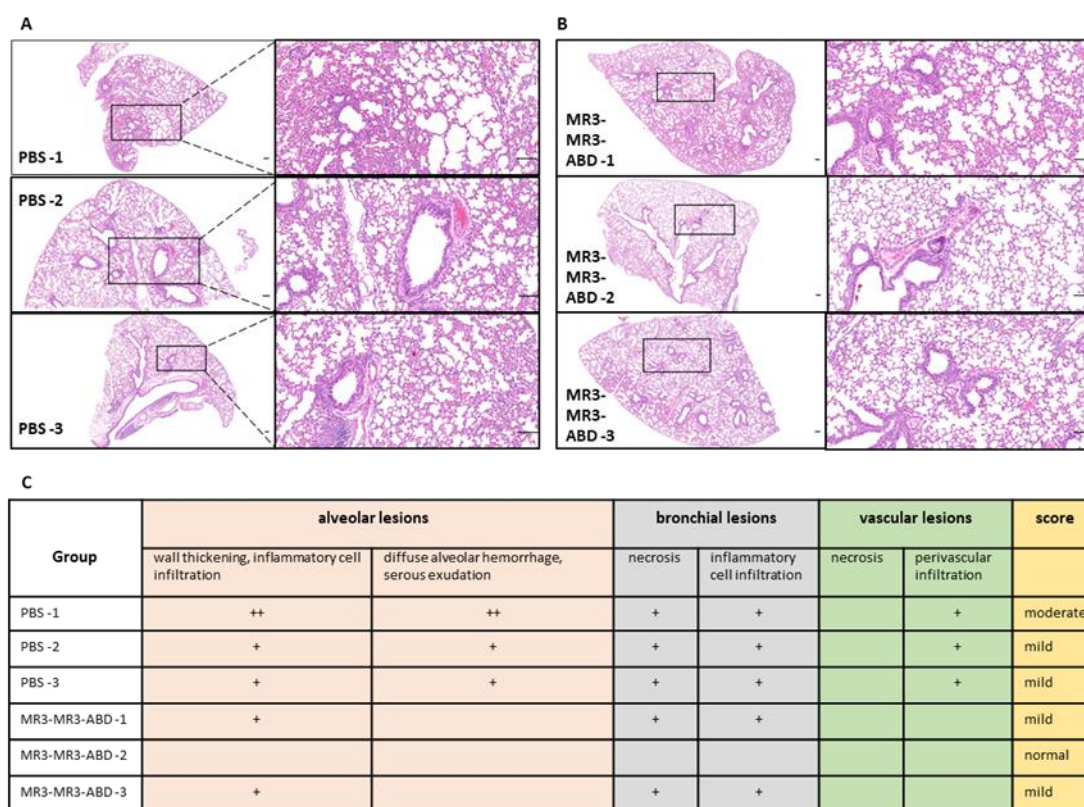 A
B
PBS -1
PBS -2
PBS -3
MR3-
MR3-
ABD -1
MR3-
MR3-
ABD -2
MR3-
MR3-
ABD -3
C
Group
alveolar lesions
bronchial lesions
vascular lesions
score
wall thickening, inflammatory cell
infiltration
diffuse alveolar hemorrhage,
serous exudation
necrosis
inflammatory
cell infiltration
necrosis
perivascular
infiltration
PBS -1 ++ ++ + + + moderate
PBS -2 + + + + + mild
PBS -3 + + + + + mild
MR3-MR3-ABD -1 + + + mild
MR3-MR3-ABD -2 normal
MR3-MR3-ABD -3 + + + mild